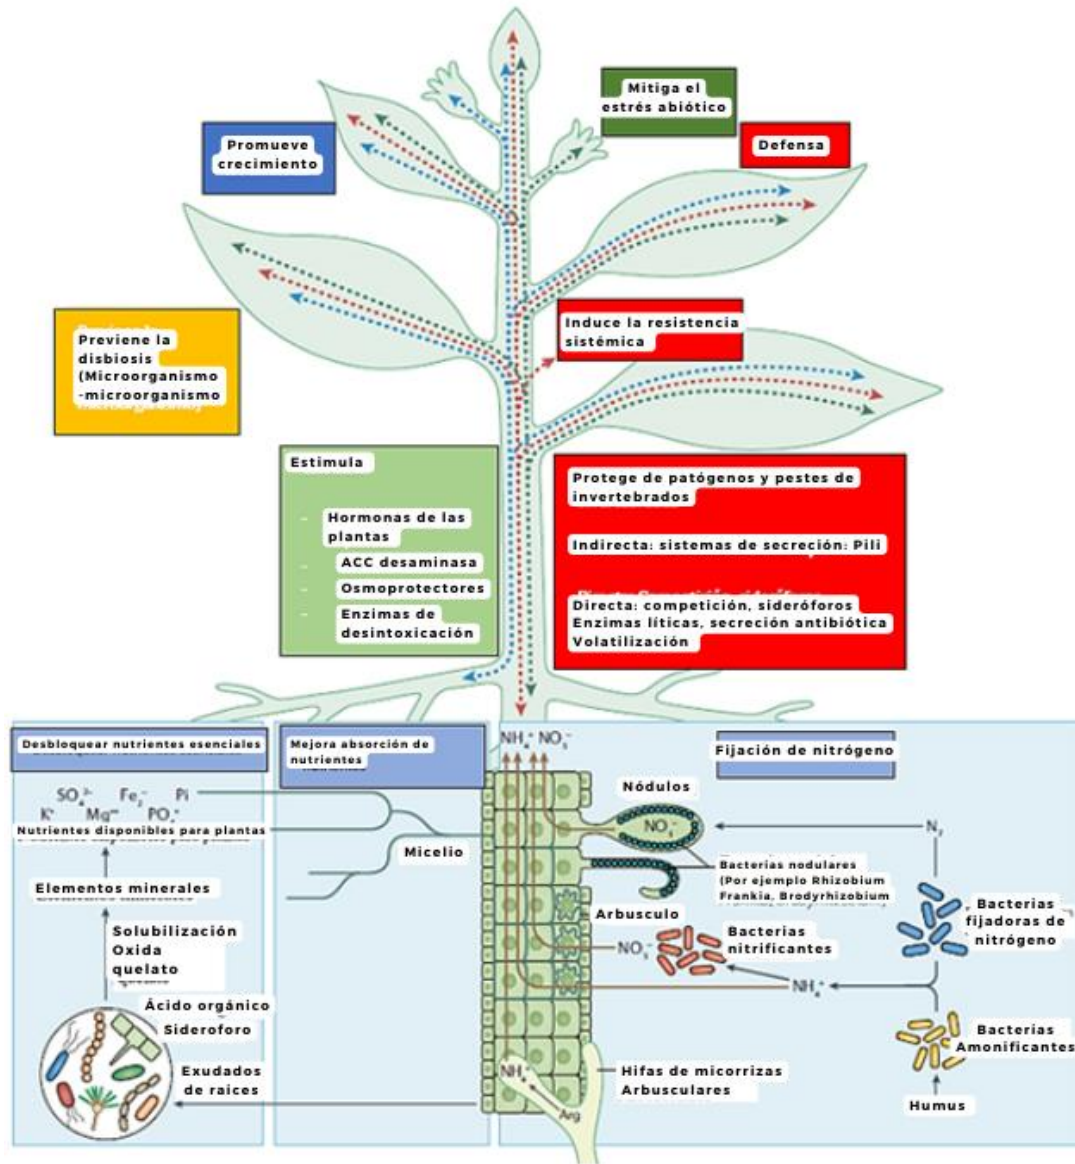 Mitiga el
estrés abiótico
Promueve
crecimiento
Defensa
Previene la
disbiosis
(Microorganismo
-microorganismo
Induce la resistencia
sistémica
Estimula
- Hormonas de las
plantas
- ACC desaminasa
- Osmoprotectores
- Enzimas de
desintoxicación
Protege de patógenos y pestes de
invertebrados
Indirecta: sistemas de secreción: Pili
Directa: competición, sideróforos
Enzimas líticas, secreción antibiótica
Volatilización
Desbloquear nutrientes esenciales
Mejora absorción de
nutrientes
NH₄⁺ NO₃⁻
Fijación de nitrógeno
SO₄²⁻ Fe₂⁻ Pi
K⁺ Mg⁺⁺ PO₄⁺
Nutrientes disponibles para plantas
Micelio
Elementos minerales
Solubilización
Oxida
quelato
Ácido orgánico
Sideroforo
Exudados
de raices
Nódulos
NO₃⁻
N₂
Bacterias nodulares
(Por ejemplo Rhizobium
Frankia, Brodyrhizobium
Arbusculo
Bacterias
nitrificantes
Bacterias
fijadoras de
nitrógeno
NO₃⁻
NH₄⁺
Bacterias
Amonificantes
Hifas de micorrizas
Arbusculares
Humus
NH₄
Arg